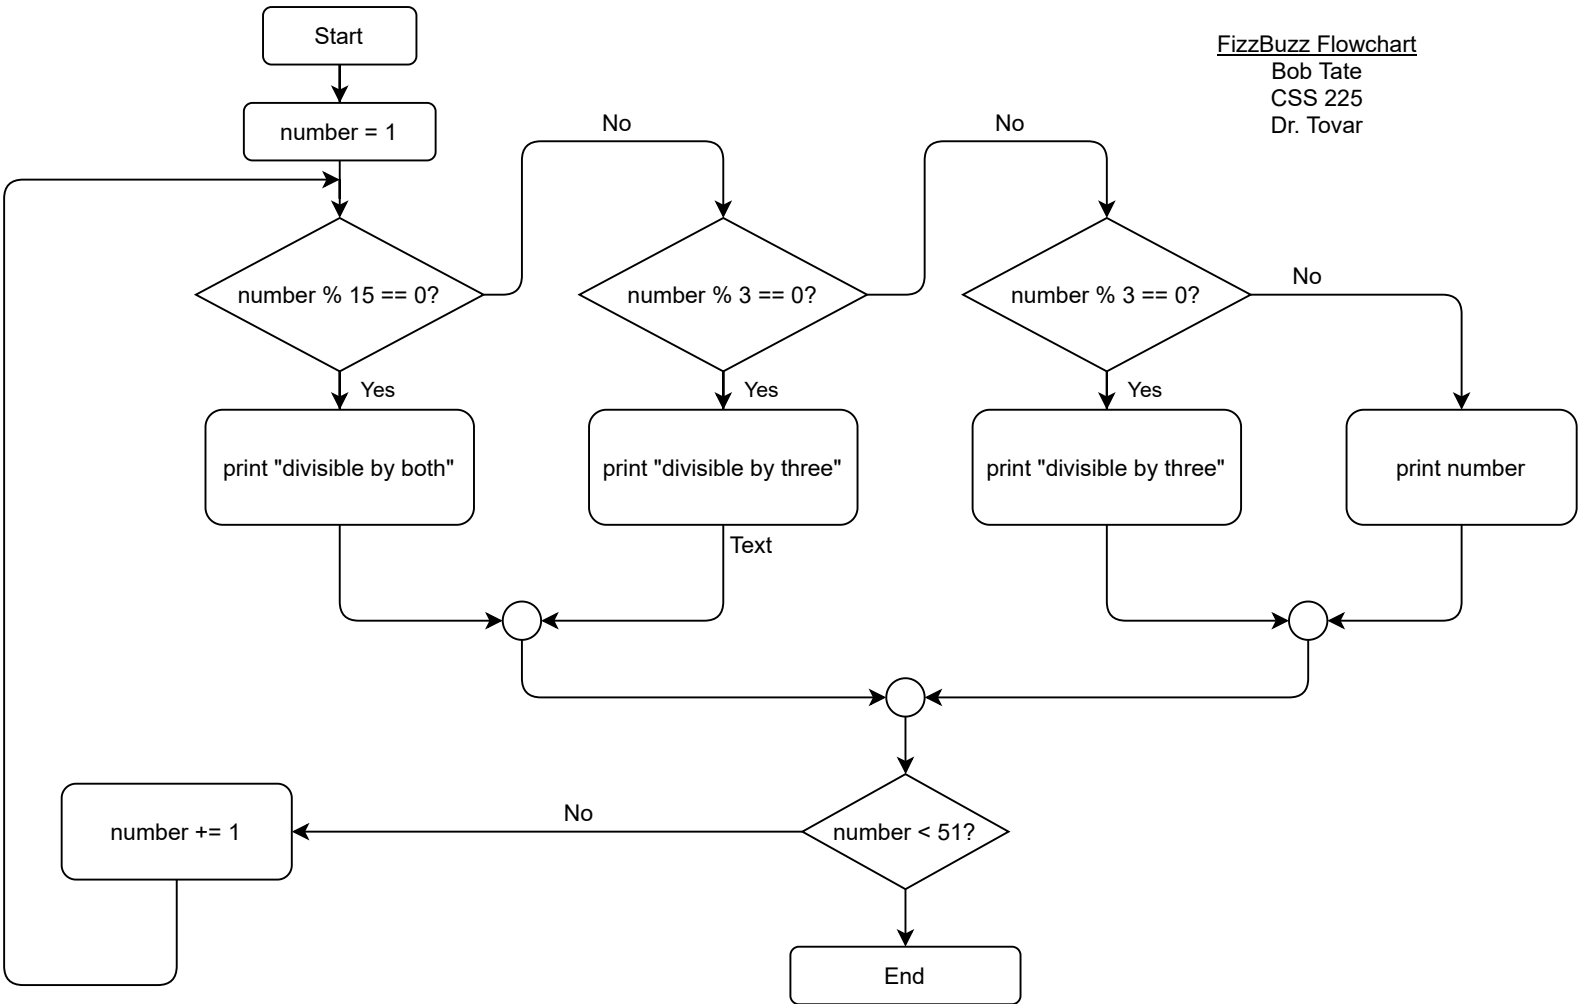 Start
FizzBuzz Flowchart
Bob Tate
CSS 225
Dr. Tovar
number = 1
No
No
number % 15 == 0?
number % 3 == 0?
number % 3 == 0?
No
Yes
Yes
Yes
print "divisible by both"
print "divisible by three"
print "divisible by three"
print number
Text
number < 51?
No
number += 1
End